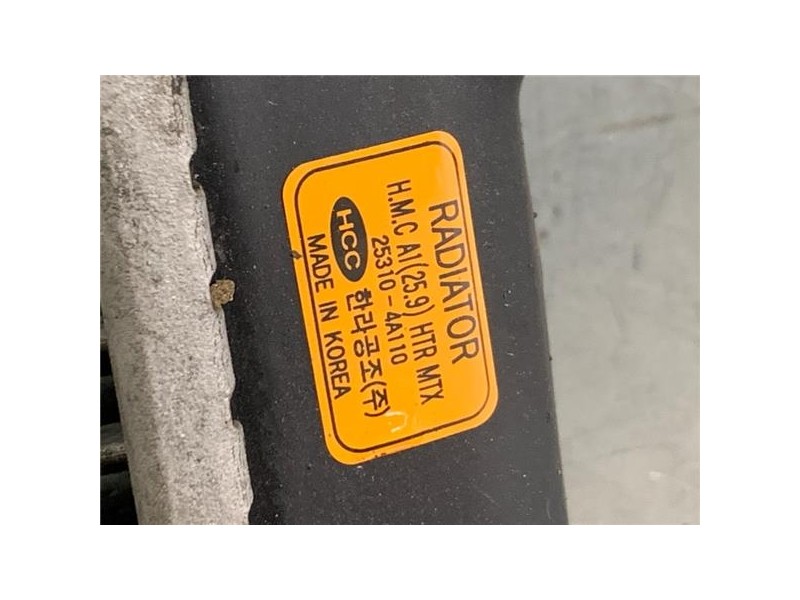 RADIATOR
H.M.C A1(25.9) HTR MTX
25310-4A110
HCC 한라공조(주)
MADE IN KOREA